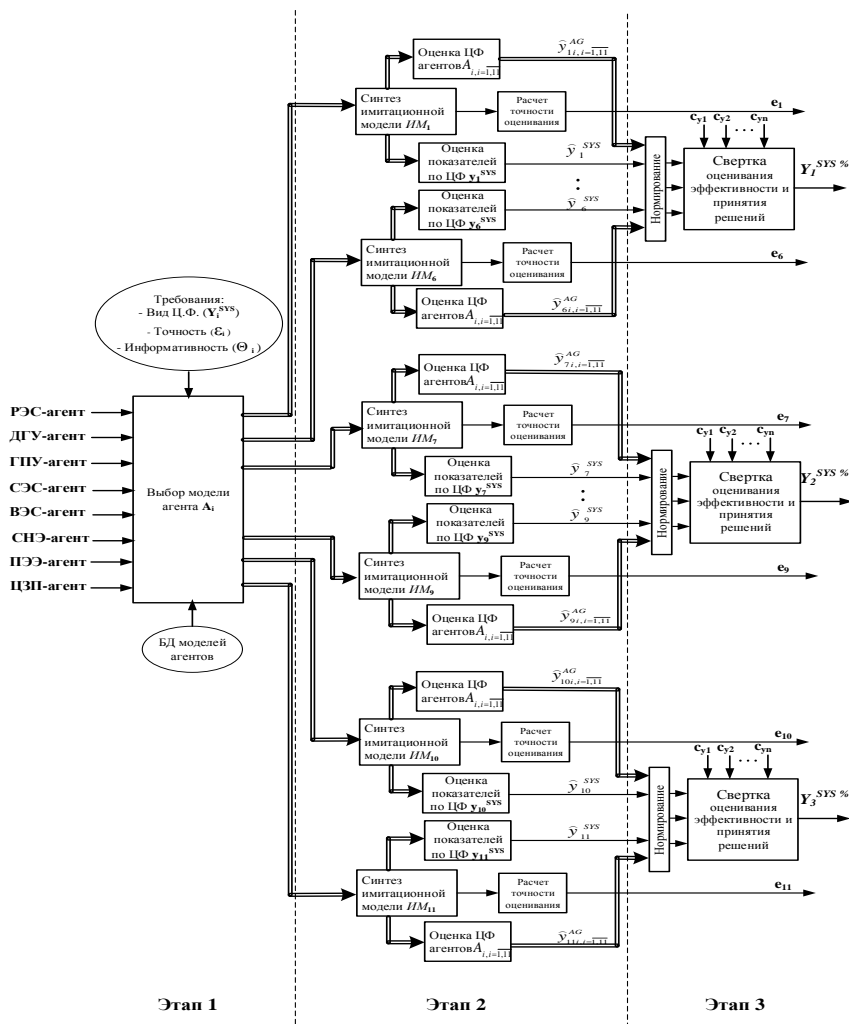 Требования:
- Вид Ц.Ф. (Y_i^SYS)
- Точность (Ɛ_i)
- Информативность (Θ_i)
РЭС-агент
ДГУ-агент
ГПУ-агент
СЭС-агент
ВЭС-агент
СНЭ-агент
ПЭЭ-агент
ЦЗП-агент
Выбор модели
агента A_i
БД моделей
агентов
Оценка ЦФ
агентов A_i,i=1,11
Синтез
имитационной
модели ИМ_1
Расчет
точности
оценивания
Оценка
показателей
по ЦФ y_1^SYS
Оценка
показателей
по ЦФ y_6^SYS
Синтез
имитационной
модели ИМ_6
Расчет
точности
оценивания
Оценка ЦФ
агентов A_i,i=1,11
ŷ_1i,i=1,11^AG
ŷ_1^SYS
⋮
ŷ_6^SYS
ŷ_6i,i=1,11^AG
e_1
e_6
Нормирование
c_y1 c_y2 ... c_yn
Свертка
оценивания
эффективности и
принятия
решений
Y_1^SYS %
Оценка ЦФ
агентов A_i,i=1,11
Синтез
имитационной
модели ИМ_7
Расчет
точности
оценивания
Оценка
показателей
по ЦФ y_7^SYS
Оценка
показателей
по ЦФ y_9^SYS
Синтез
имитационной
модели ИМ_9
Расчет
точности
оценивания
Оценка ЦФ
агентов A_i,i=1,11
ŷ_7i,i=1,11^AG
ŷ_7^SYS
⋮
ŷ_9^SYS
ŷ_9i,i=1,11^AG
e_7
e_9
Нормирование
c_y1 c_y2 ... c_yn
Свертка
оценивания
эффективности и
принятия
решений
Y_2^SYS %
Оценка ЦФ
агентов A_i,i=1,11
Синтез
имитационной
модели ИМ_10
Расчет
точности
оценивания
Оценка
показателей
по ЦФ y_10^SYS
Оценка
показателей
по ЦФ y_11^SYS
Синтез
имитационной
модели ИМ_11
Расчет
точности
оценивания
Оценка ЦФ
агентов A_i,i=1,11
ŷ_10i,i=1,11^AG
ŷ_10^SYS
ŷ_11^SYS
ŷ_11i,i=1,11^AG
e_10
e_11
Нормирование
c_y1 c_y2 ... c_yn
Свертка
оценивания
эффективности и
принятия
решений
Y_3^SYS %
Этап 1
Этап 2
Этап 3